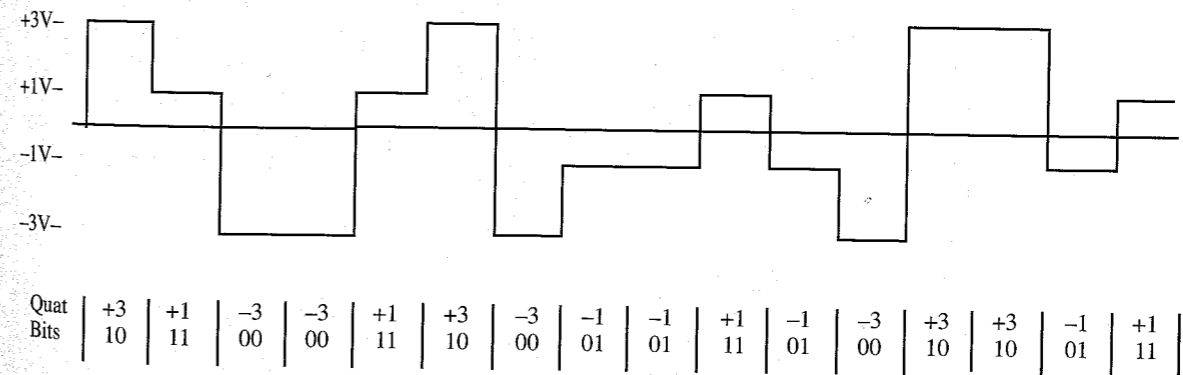 +3V–
+1V–
–1V–
–3V–
Quat +3 +1 –3 –3 +1 +3 –3 –1 –1 +1 –1 –3 +3 +3 –1 +1
Bits 10 11 00 00 11 10 00 01 01 11 01 00 10 10 01 11